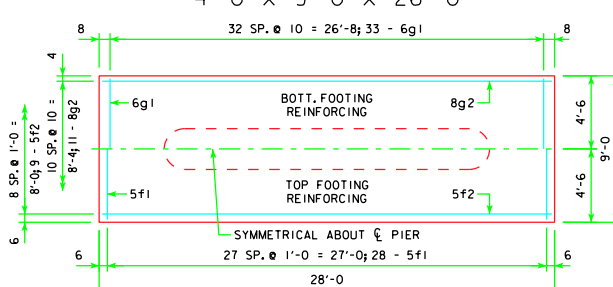 8
32 SP. @ 10 = 26'-8; 33 - 6g1
8
4
6g1
BOTT. FOOTING
REINFORCING
8g2
8 SP. @ 1'-0 =
8'-0; 9 - 5f2
10 SP. @ 10 =
8'-4; 11 - 8g2
4'-6
9'-0
4'-6
5f1
TOP FOOTING
REINFORCING
5f2
6
SYMMETRICAL ABOUT ℄ PIER
6
27 SP. @ 1'-0 = 27'-0; 28 - 5f1
6
28'-0